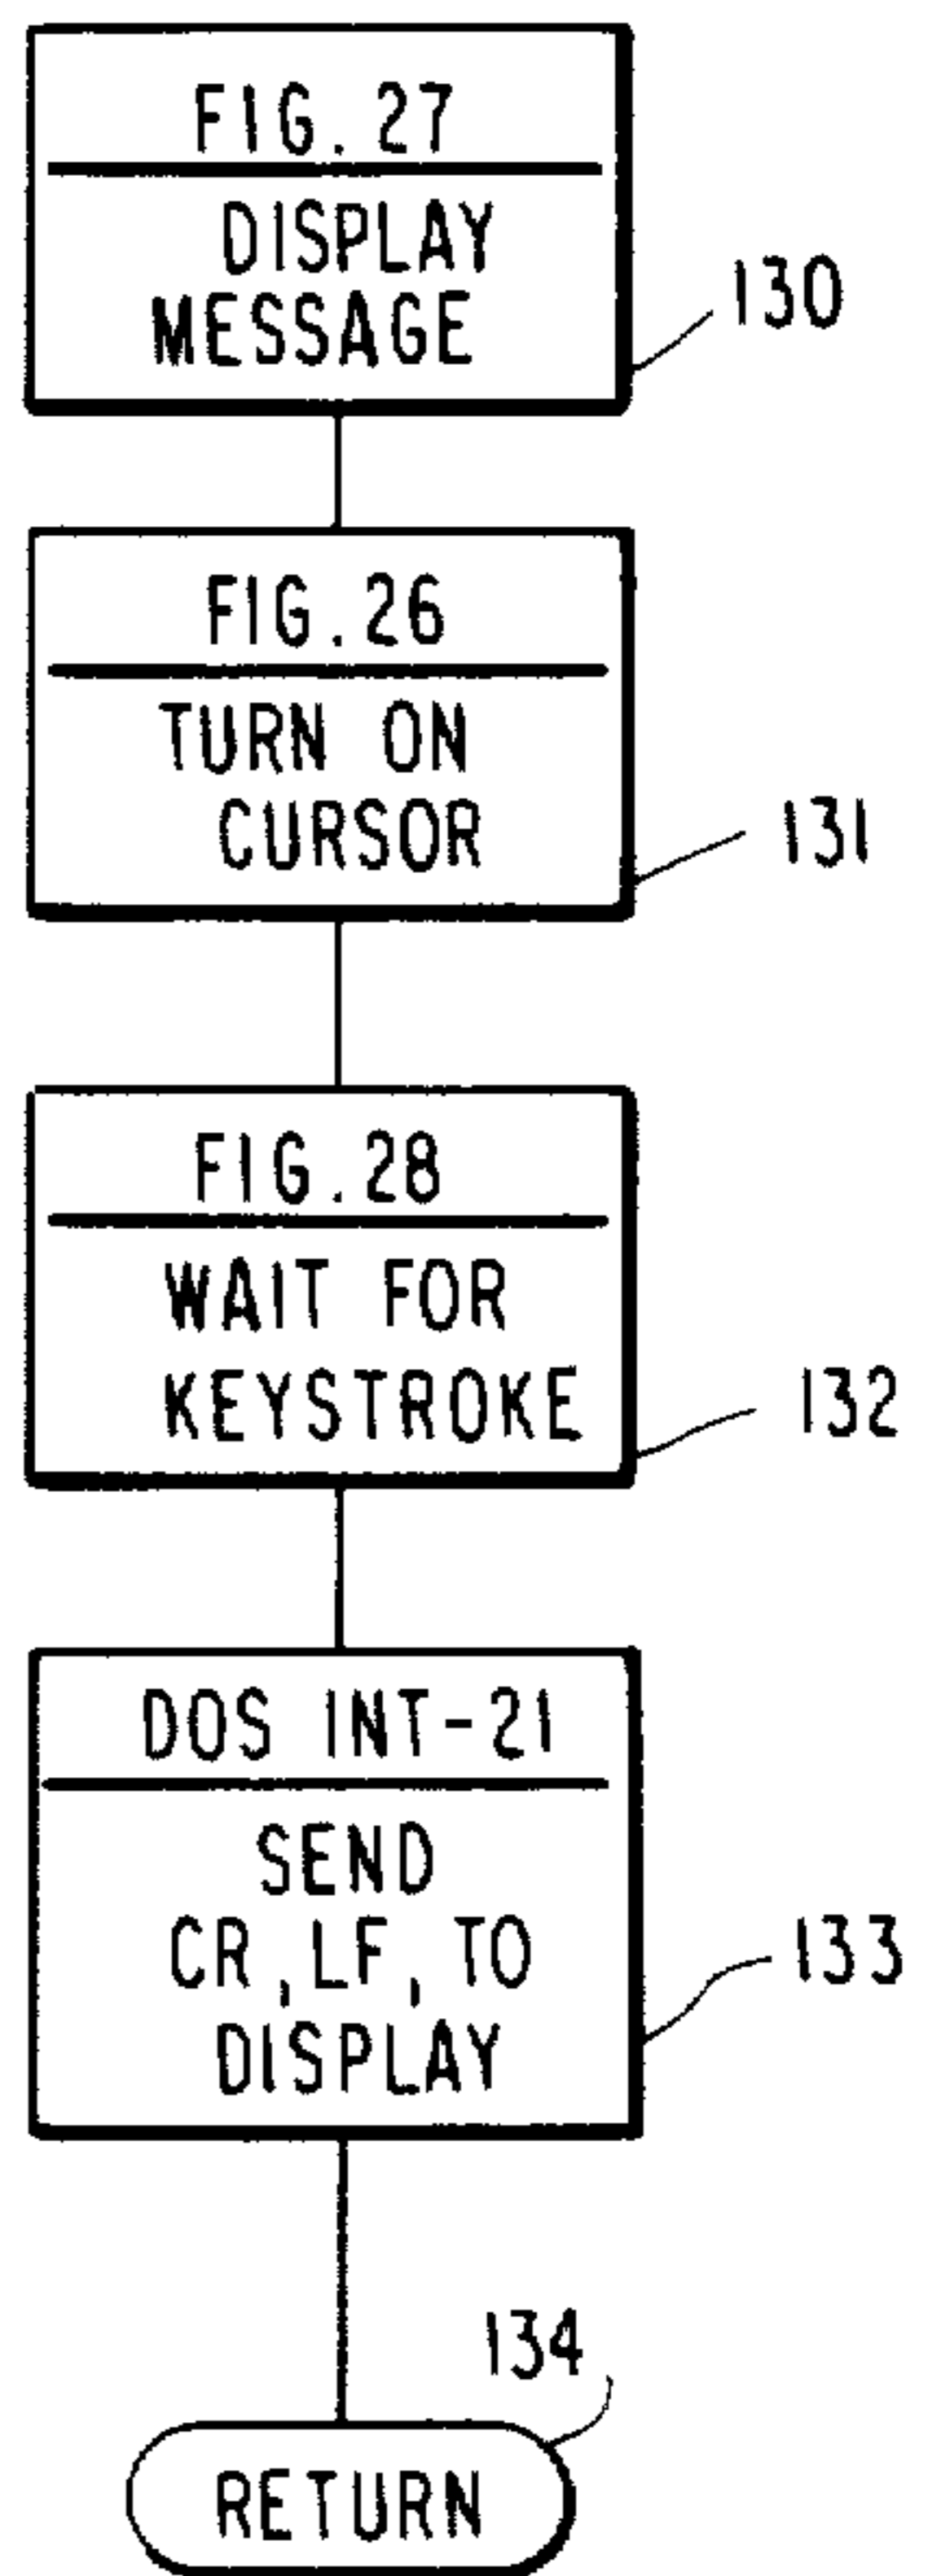 FIG.27
DISPLAY
MESSAGE
130
FIG.26
TURN ON
CURSOR
131
FIG.28
WAIT FOR
KEYSTROKE
132
DOS INT-21
SEND
CR,LF,TO
DISPLAY
133
134
RETURN